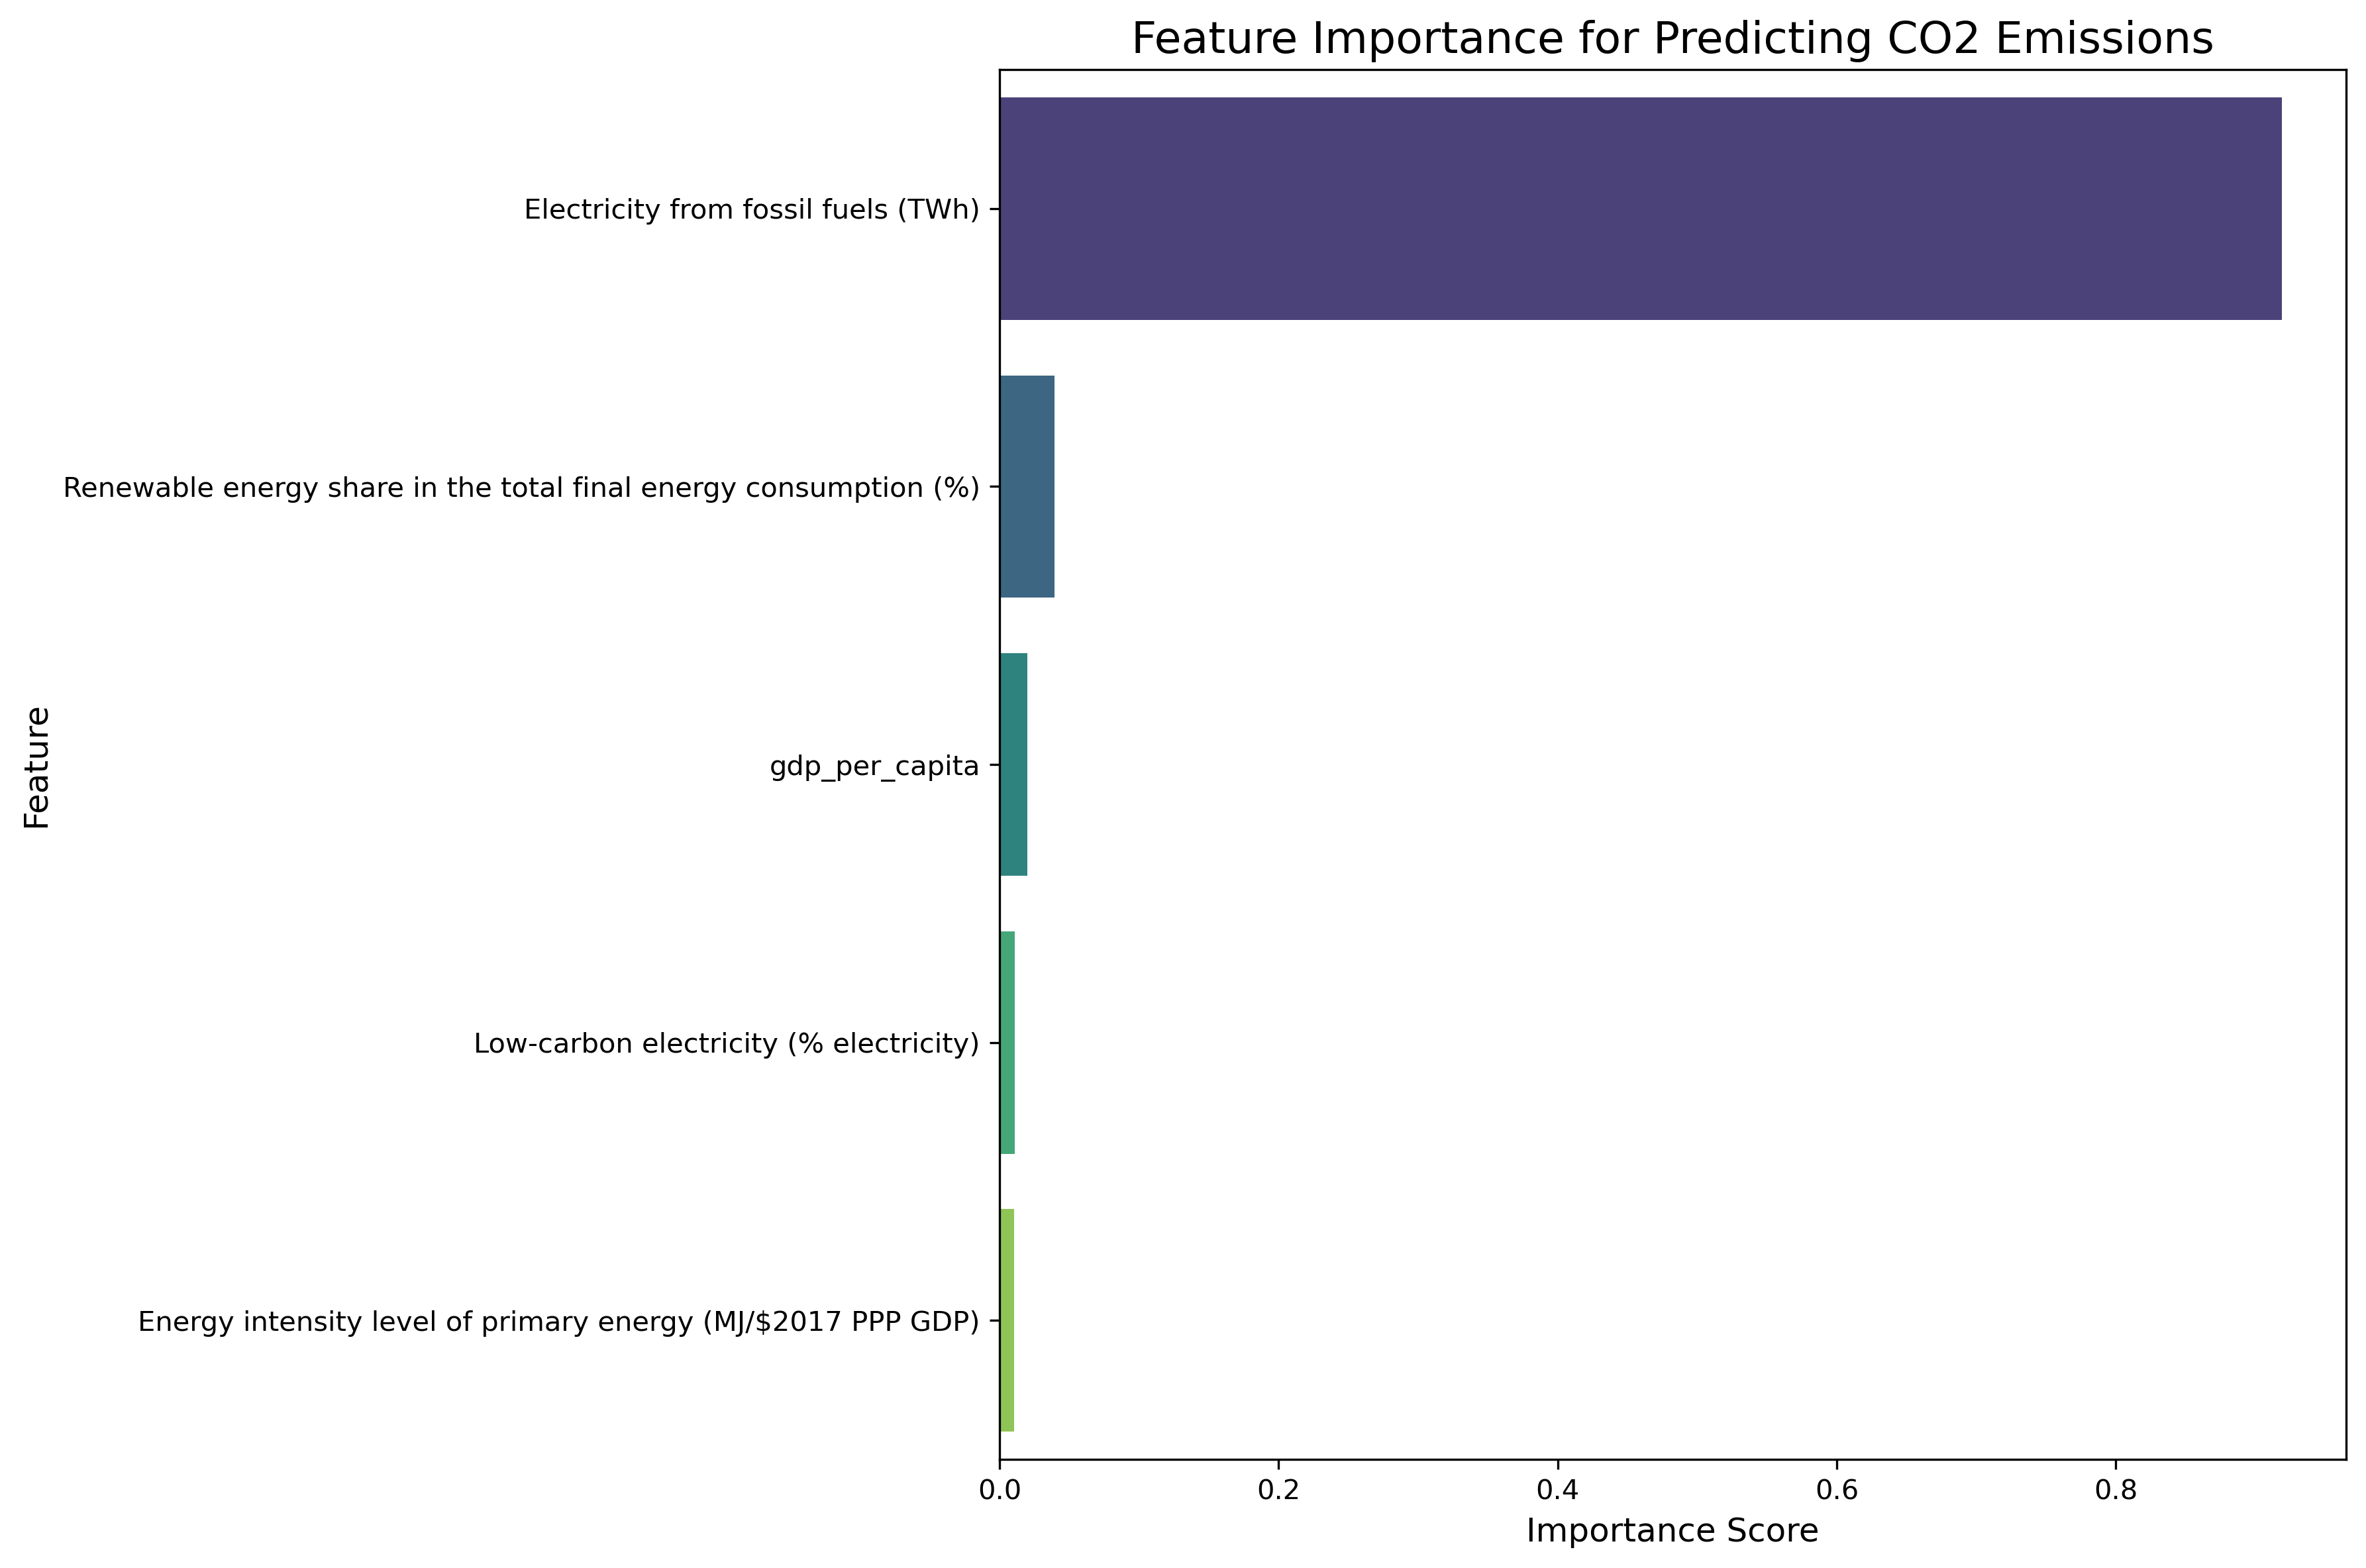 Feature Importance for Predicting CO2 Emissions
Feature
Electricity from fossil fuels (TWh)
Renewable energy share in the total final energy consumption (%)
gdp_per_capita
Low-carbon electricity (% electricity)
Energy intensity level of primary energy (MJ/$2017 PPP GDP)
0.0 0.2 0.4 0.6 0.8
Importance Score